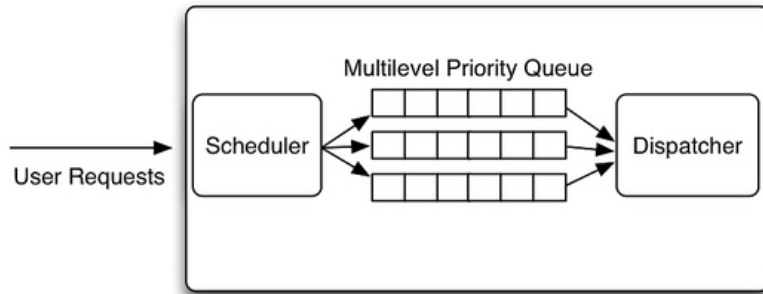 Multilevel Priority Queue
Scheduler
Dispatcher
User Requests